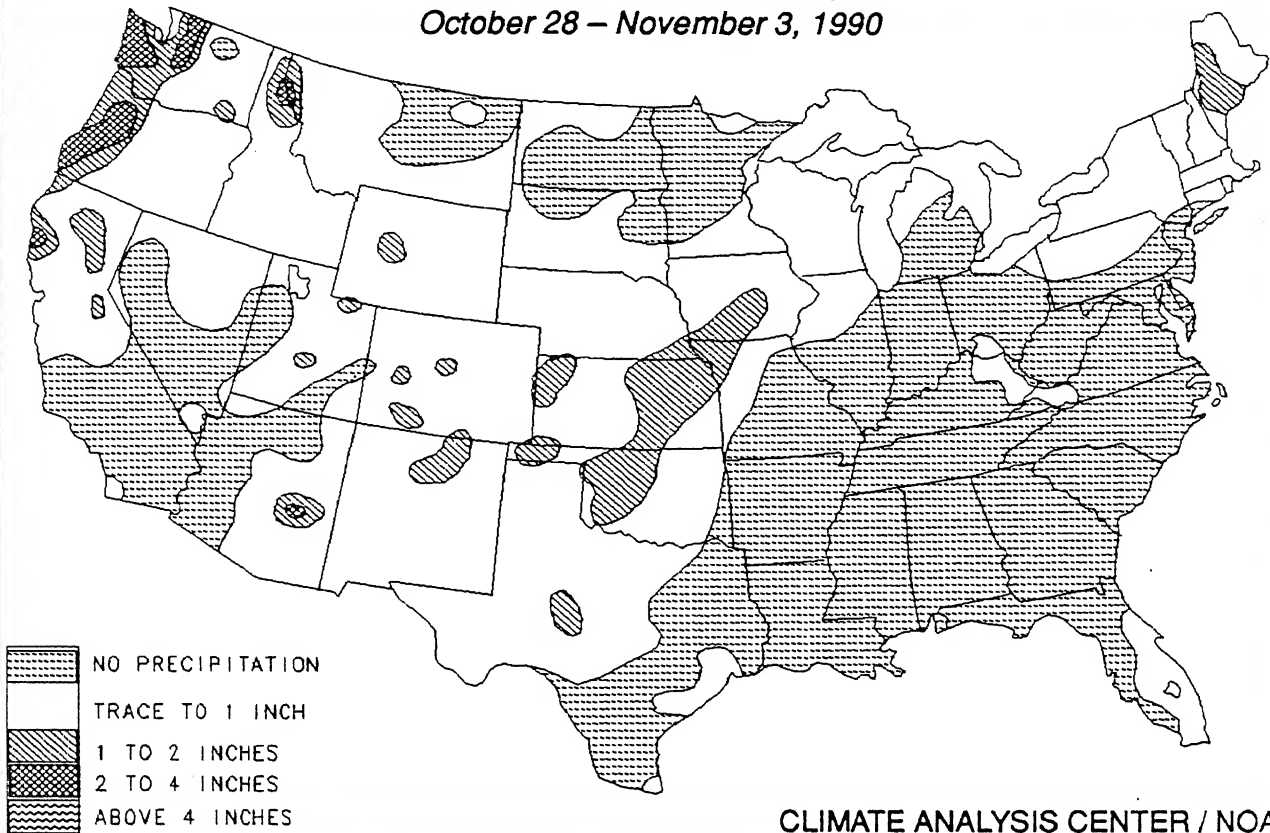 October 28 – November 3, 1990
NO PRECIPITATION
TRACE TO 1 INCH
1 TO 2 INCHES
2 TO 4 INCHES
ABOVE 4 INCHES
CLIMATE ANALYSIS CENTER / NOA